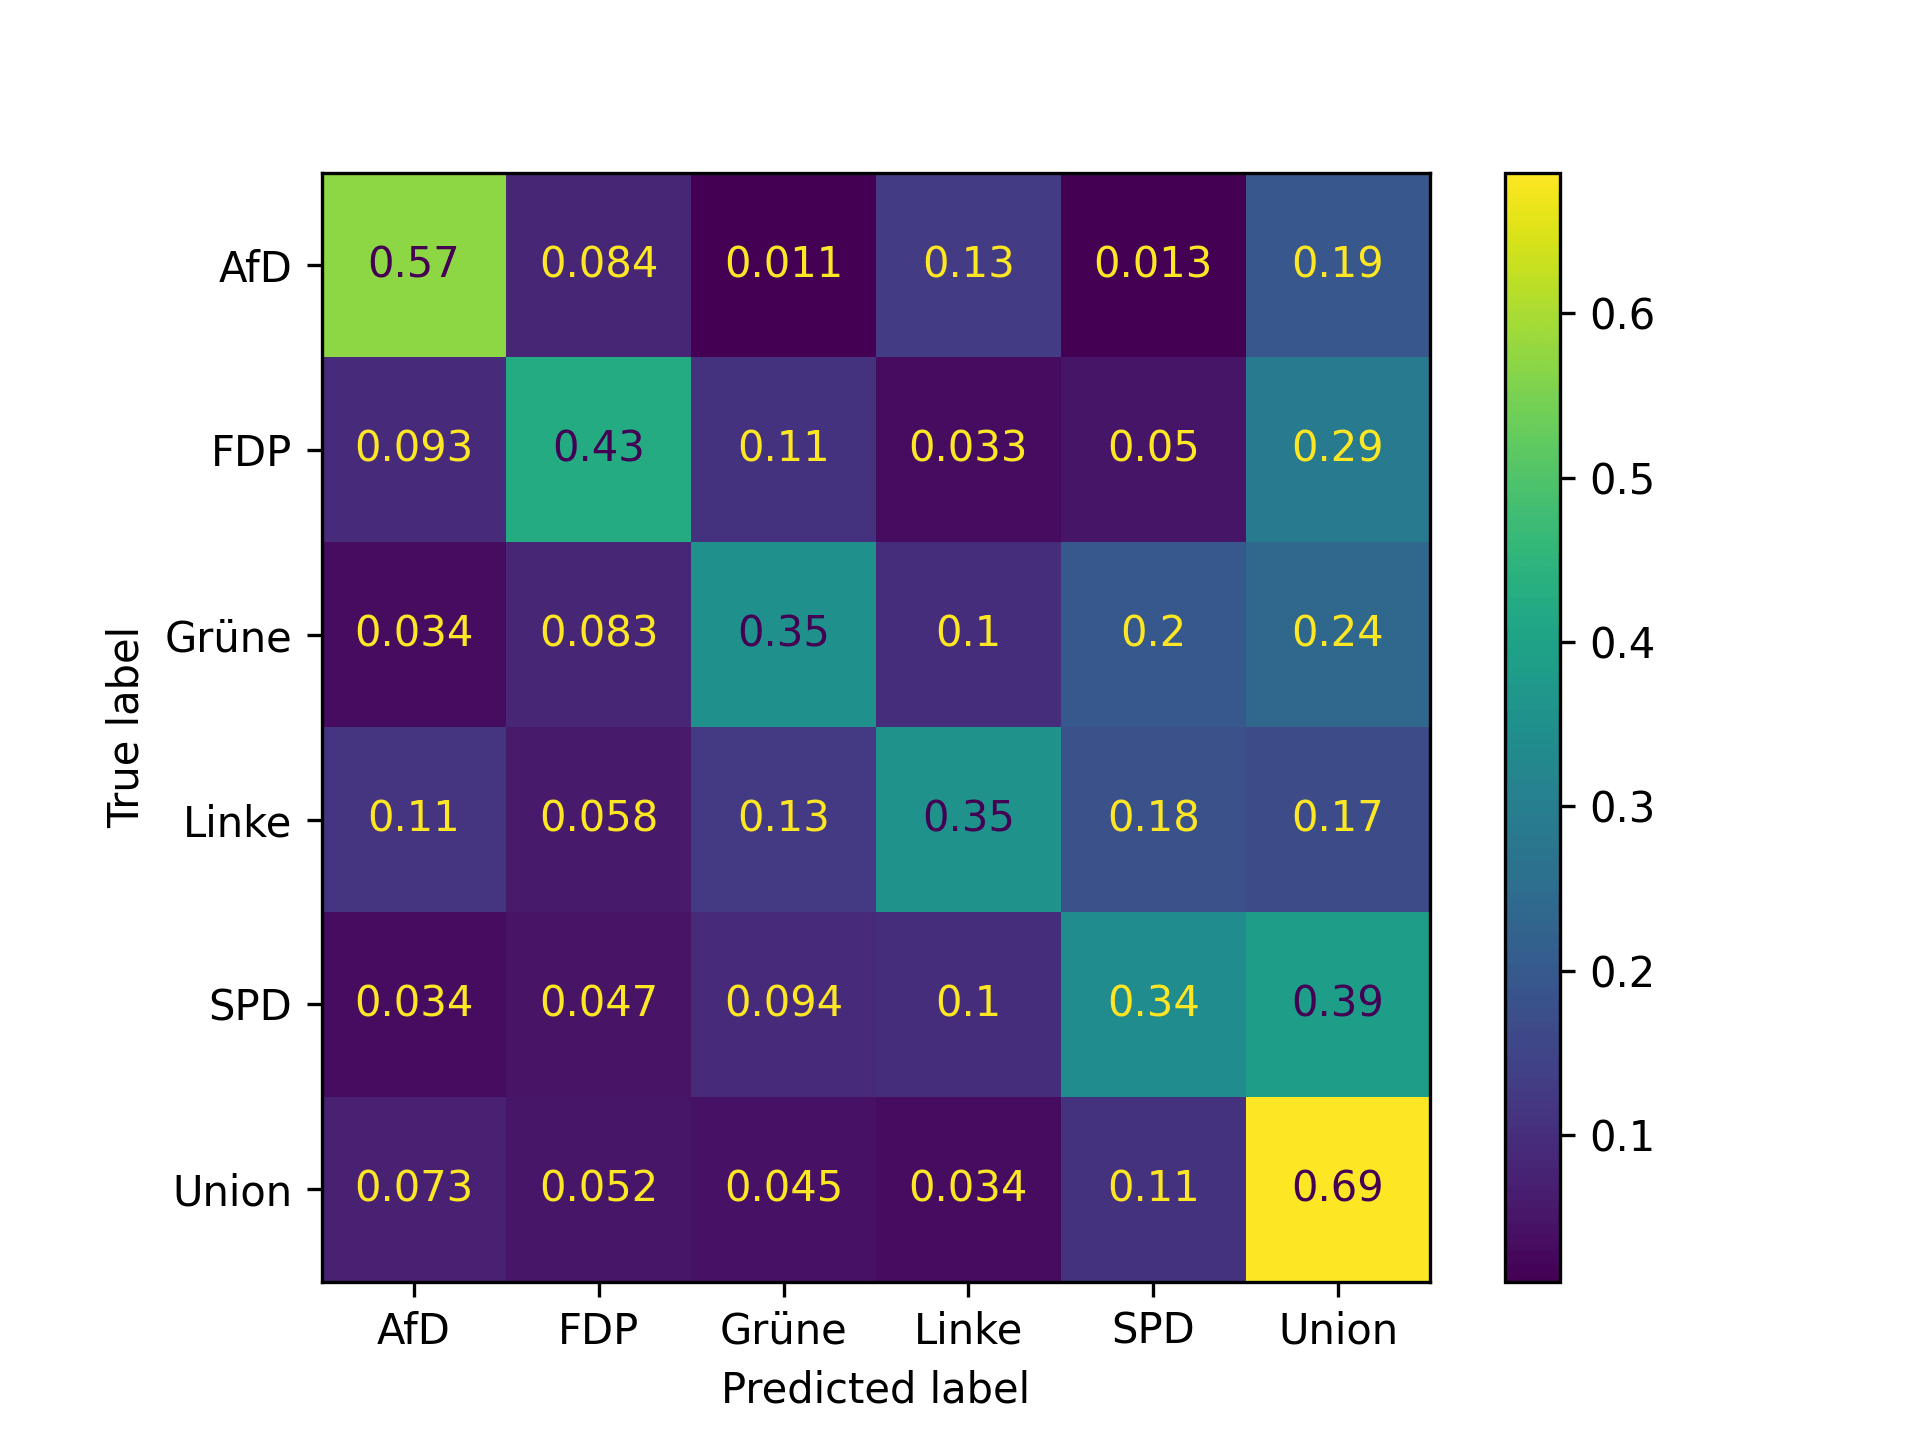 AfD 0.57 0.084 0.011 0.13 0.013 0.19
FDP 0.093 0.43 0.11 0.033 0.05 0.29
Grüne 0.034 0.083 0.35 0.1 0.2 0.24
Linke 0.11 0.058 0.13 0.35 0.18 0.17
SPD 0.034 0.047 0.094 0.1 0.34 0.39
Union 0.073 0.052 0.045 0.034 0.11 0.69
True label
AfD FDP Grüne Linke SPD Union
Predicted label
0.6
0.5
0.4
0.3
0.2
0.1